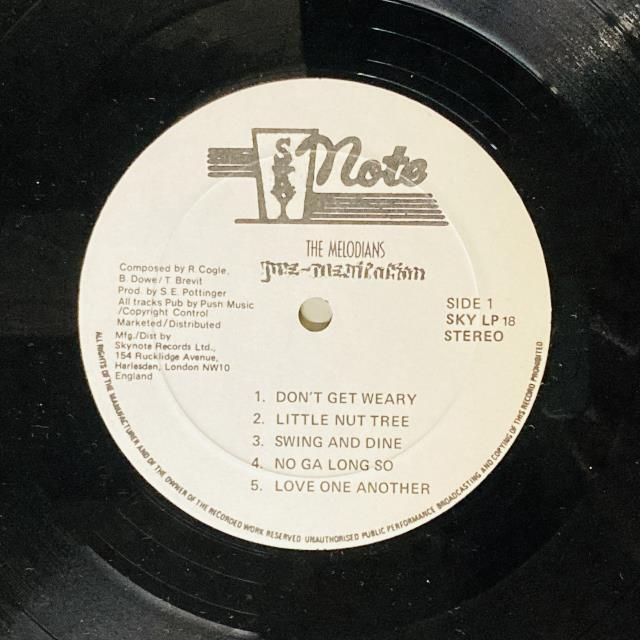 SKY Note
THE MELODIANS
Pre-Meditation
Composed by R. Cogle,
B. Dowe/T. Brevit
Prod. by S. E. Pottinger
All tracks Pub by Push Music
/Copyright Control
Marketed/Distributed
Mfg./Dist by
Skynote Records Ltd.,
154 Rucklidge Avenue,
Harlesden, London NW10
England
SIDE 1
SKY LP 18
STEREO
1. DON'T GET WEARY
2. LITTLE NUT TREE
3. SWING AND DINE
4. NO GA LONG SO
5. LOVE ONE ANOTHER
ALL RIGHTS OF THE MANUFACTURER AND OF THE OWNER OF THE RECORDED WORK RESERVED UNAUTHORISED PUBLIC PERFORMANCE BROADCASTING AND COPYING OF THIS RECORD PROHIBITED